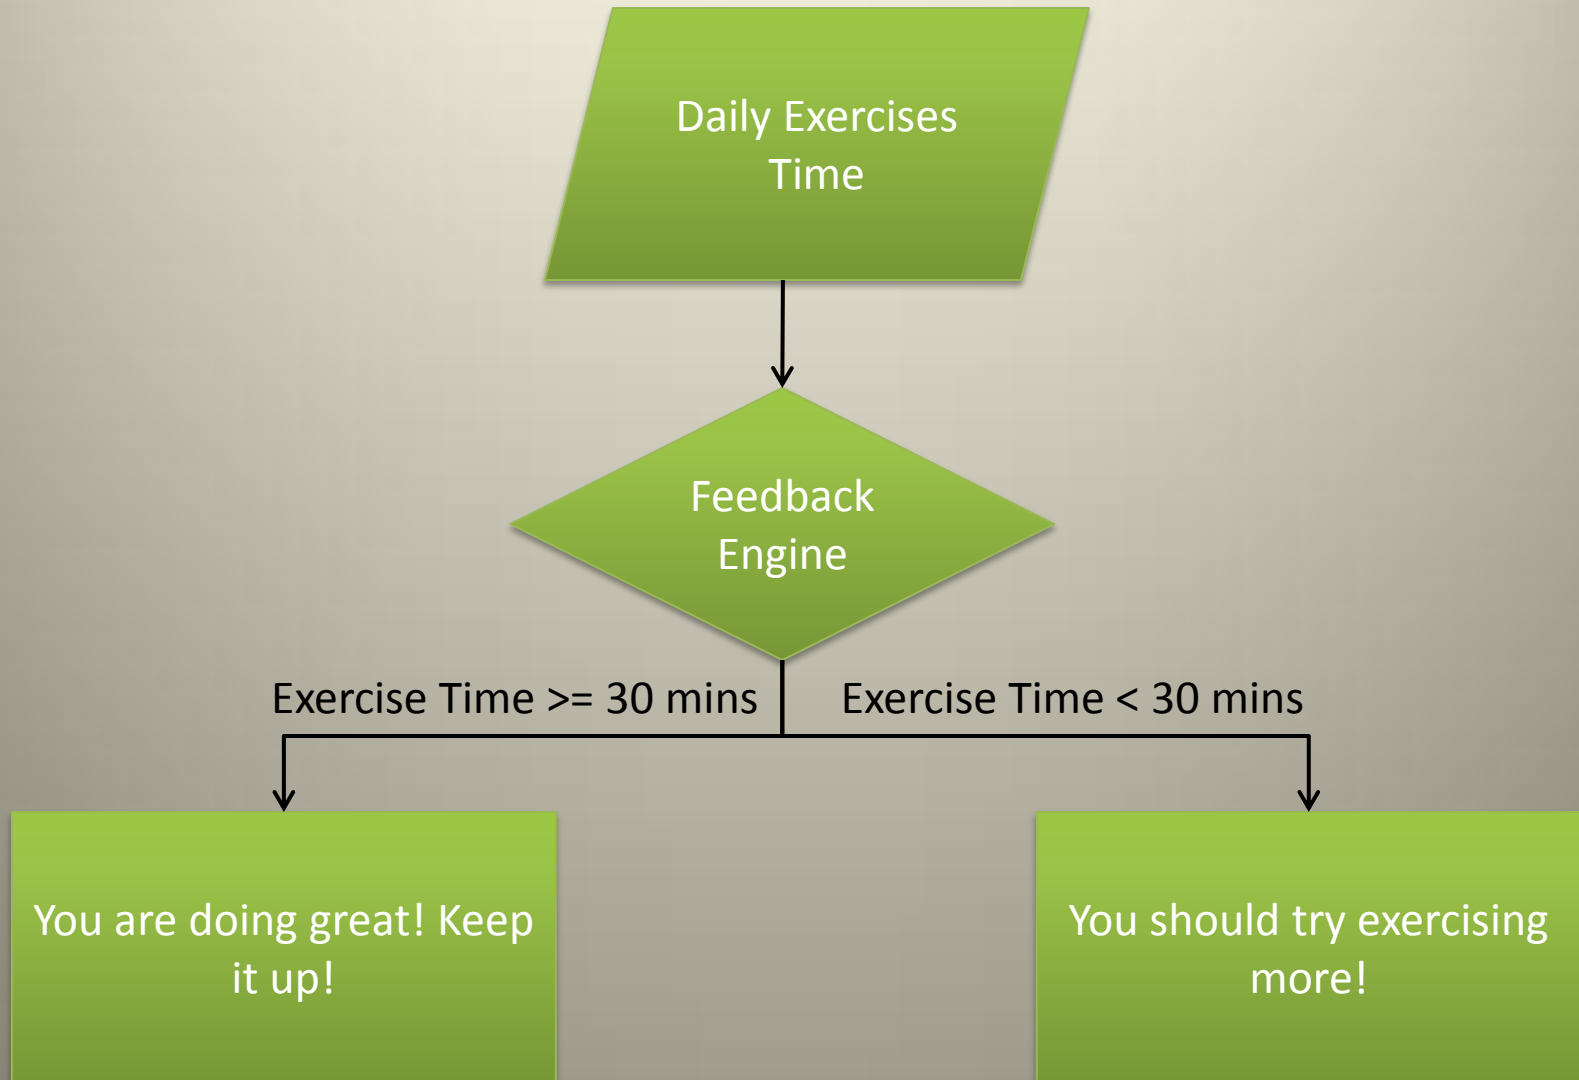 Daily Exercises
Time
Feedback
Engine
Exercise Time >= 30 mins
Exercise Time < 30 mins
You are doing great! Keep
it up!
You should try exercising
more!